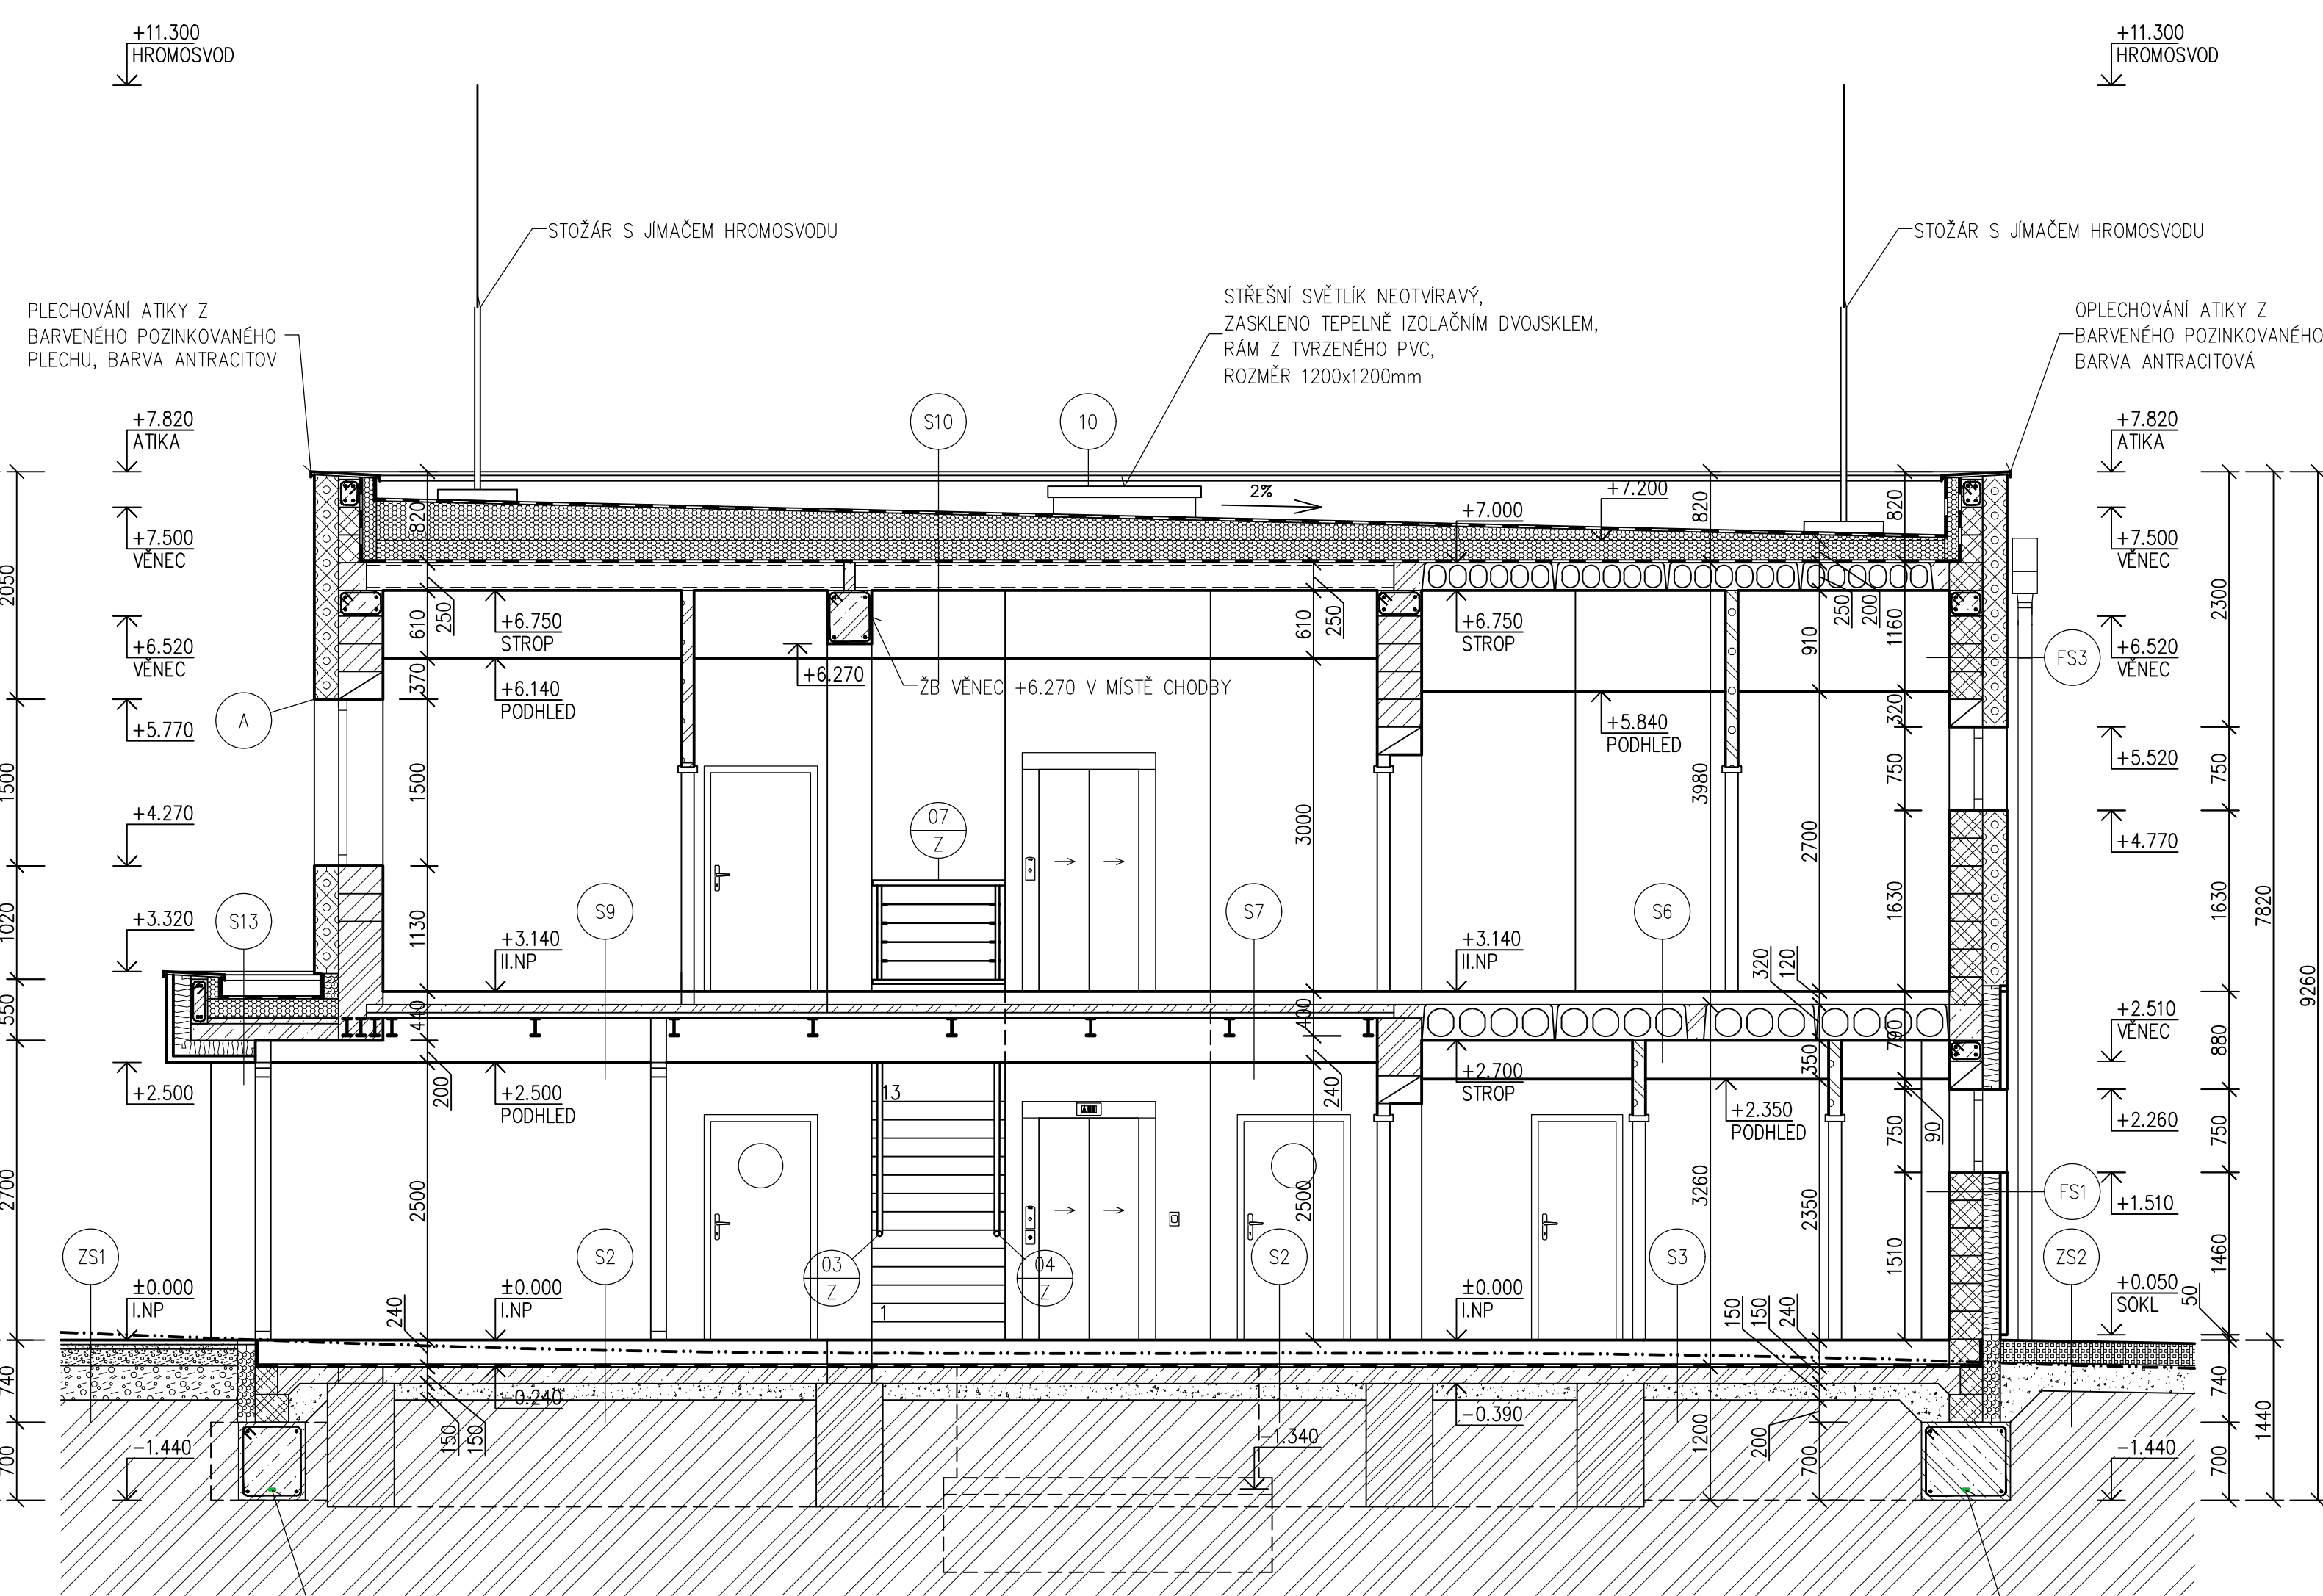 +11.300
HROMOSVOD
+11.300
HROMOSVOD
STOŽÁR S JÍMAČEM HROMOSVODU
STOŽÁR S JÍMAČEM HROMOSVODU
PLECHOVÁNÍ ATIKY Z
BARVENÉHO POZINKOVANÉHO
PLECHU, BARVA ANTRACITOV
STŘEŠNÍ SVĚTLÍK NEOTVÍRAVÝ,
ZASKLENO TEPELNĚ IZOLAČNÍM DVOJSKLEM,
RÁM Z TVRZENÉHO PVC,
ROZMĚR 1200x1200mm
OPLECHOVÁNÍ ATIKY Z
BARVENÉHO POZINKOVANÉHO
BARVA ANTRACITOVÁ
+7.820
ATIKA
S10
10
+7.820
ATIKA
2%
+7.200
+7.000
820
820
820
+7.500
VĚNEC
+7.500
VĚNEC
2050
2300
610
250
+6.750
STROP
610
250
+6.750
STROP
910
250
200
1160
+6.520
VĚNEC
+6.520
VĚNEC
FS3
+6.270
370
+6.140
PODHLED
ŽB VĚNEC +6.270 V MÍSTĚ CHODBY
A
+5.770
+5.840
PODHLED
320
+5.520
1500
1500
3980
750
750
+4.270
07
Z
3000
2700
+4.770
S13
+3.320
S9
S7
S6
1020
1130
+3.140
II.NP
+3.140
II.NP
1630
1630
7820
9260
320
120
550
440
400
790
350
+2.510
VĚNEC
880
+2.500
200
+2.500
PODHLED
13
240
+2.700
STROP
+2.350
PODHLED
750
90
+2.260
750
2700
2500
2500
3260
2350
1510
FS1
+1.510
1460
ZS1
S2
03
Z
04
Z
S2
S3
ZS2
±0.000
I.NP
240
±0.000
I.NP
1
±0.000
I.NP
150
150
240
+0.050
SOKL
50
740
-0.240
-0.390
740
150
150
-1.440
-1.340
1200
200
700
-1.440
700
700
1440